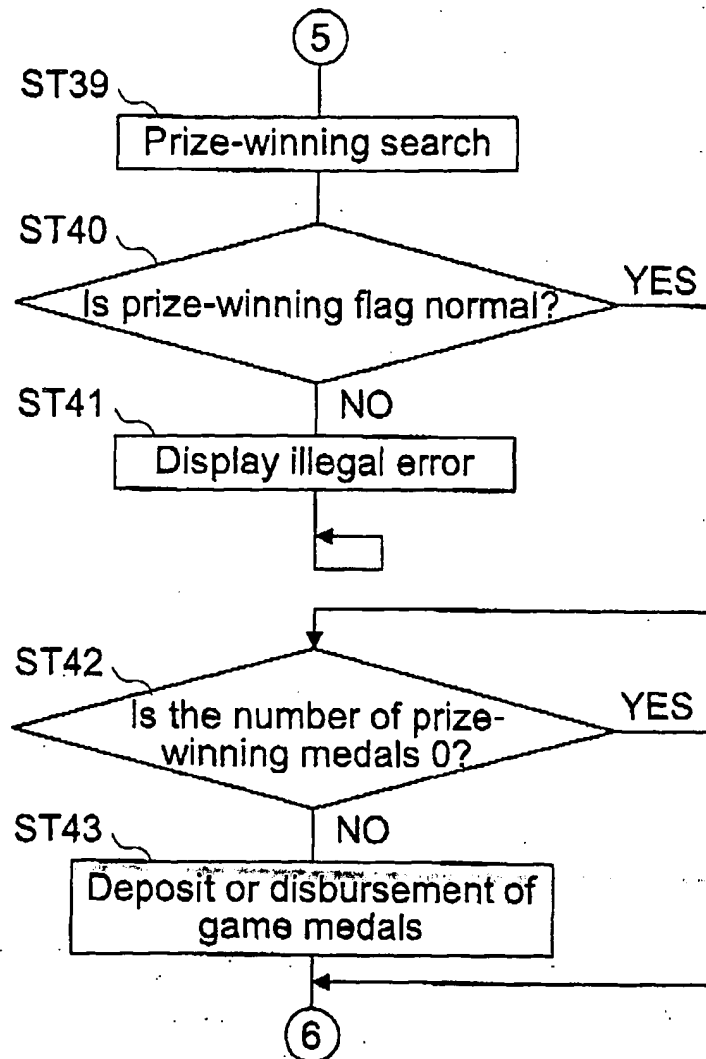 5
ST39
Prize-winning search
ST40
Is prize-winning flag normal?
YES
NO
ST41
Display illegal error
ST42
Is the number of prize-
winning medals 0?
YES
NO
ST43
Deposit or disbursement of
game medals
6